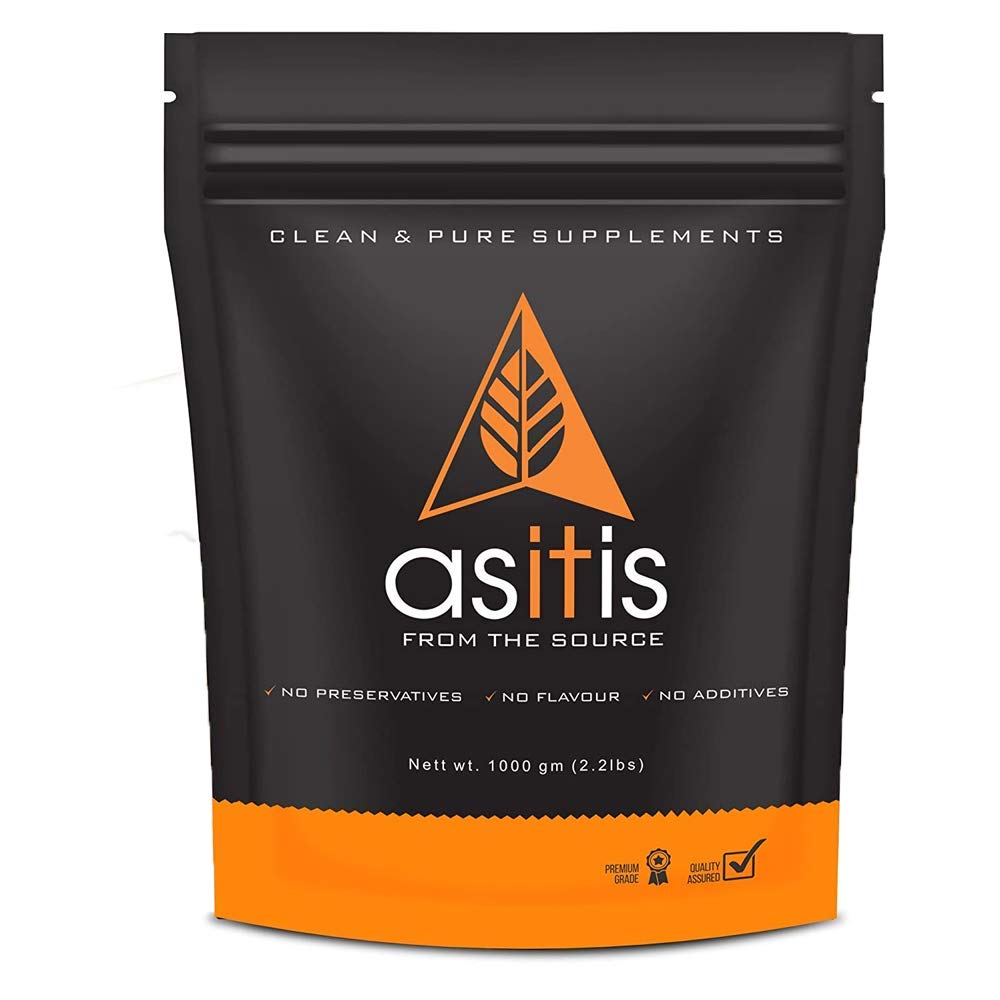 CLEAN & PURE SUPPLEMENTS
asitis
FROM THE SOURCE
✓ NO PRESERVATIVES ✓ NO FLAVOUR ✓ NO ADDITIVES
Nett wt. 1000 gm (2.2lbs)
PREMIUM
GRADE
QUALITY
ASSURED